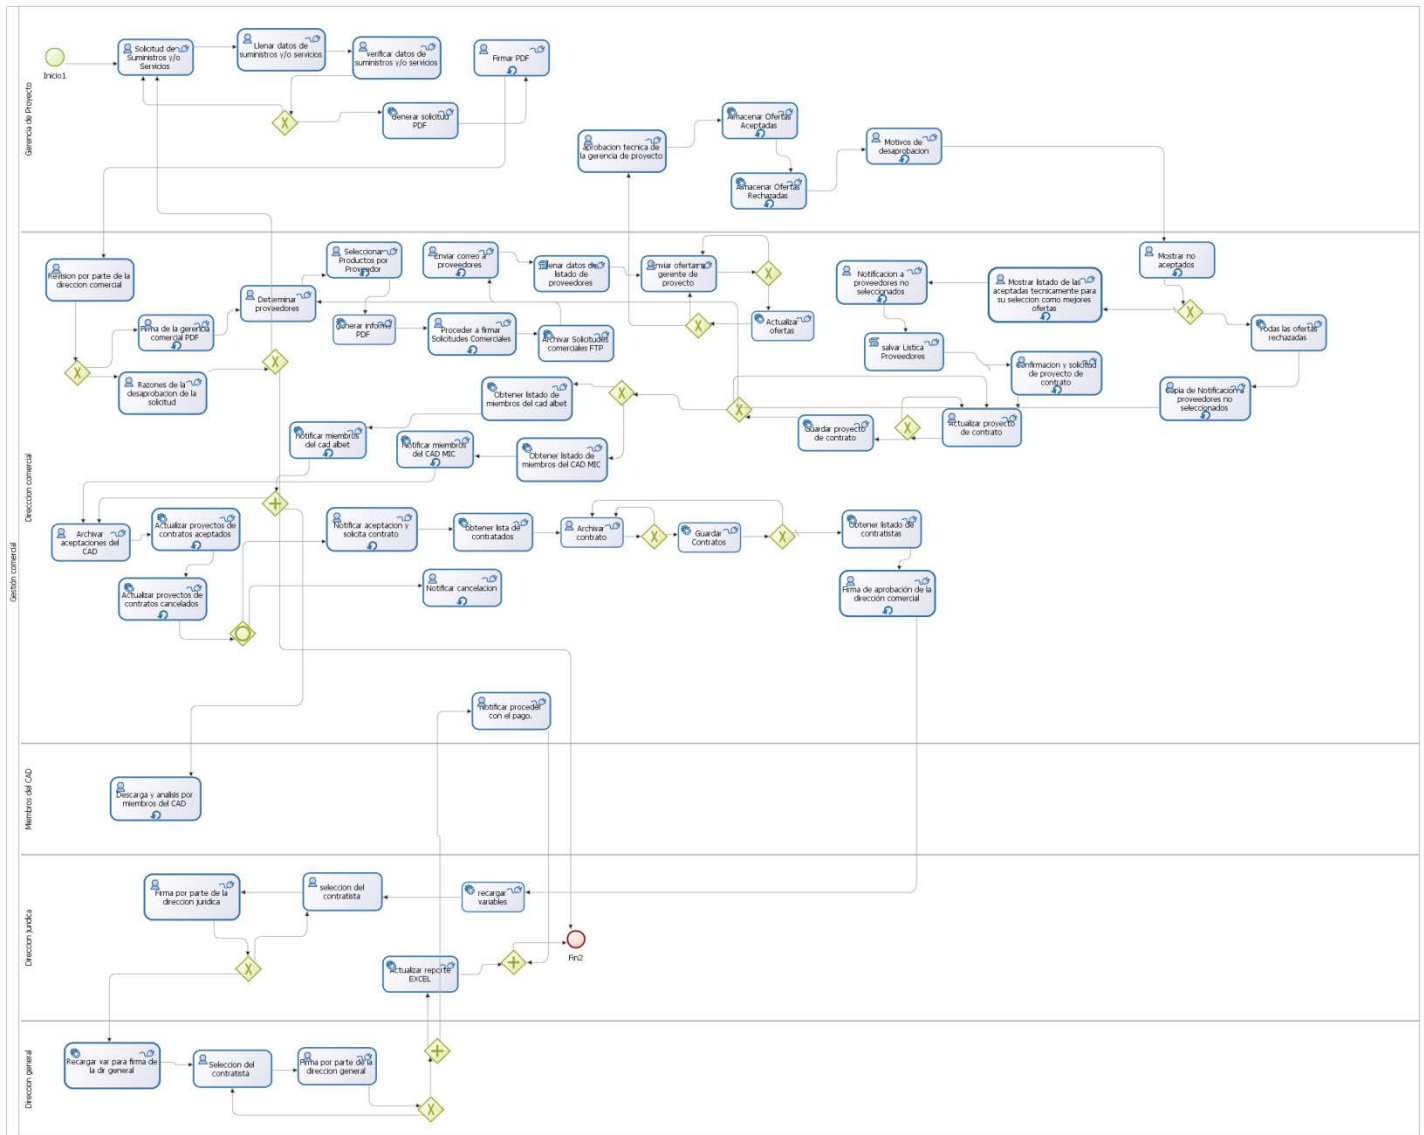 Gestión comercial
Gerencia de Proyecto
Inicio1
Solicitud de
Suministros y/o
Servicios
Llenar datos de
suministros y/o servicios
verificar datos de
suministros y/o servicios
Firmar PDF
Generar solicitud
PDF
aprobacion tecnica de
la gerencia de proyecto
Almacenar Ofertas
Aceptadas
Almacenar Ofertas
Rechazadas
Motivos de
desaprobacion
Direccion comercial
Revision por parte de la
direccion comercial
Firma de la gerencia
comercial PDF
Razones de la
desaprobacion de la
solicitud
Determinar
proveedores
Seleccionar
Productos por
Proveedor
Generar informe
PDF
Enviar correo a
proveedores
Proceder a firmar
Solicitudes Comerciales
Llenar datos de
listado de
proveedores
Archivar Solicitudes
comerciales FTP
Enviar ofertas a
gerente de
proyecto
Actualizar
ofertas
Notificacion a
proveedores no
seleccionados
Mostrar listado de las
aceptadas tecnicamente para
su seleccion como mejores
ofertas
Mostrar no
aceptados
Todas las ofertas
rechazadas
salvar Listica
Proveedores
Confirmacion y solicitud
de proyecto de
contrato
Copia de Notificacion a
proveedores no
seleccionados
Obtener listado de
miembros del cad albet
Notificar miembros
del cad albet
Notificar miembros
del CAD MIC
Obtener listado de
miembros del CAD MIC
Guardar proyecto
de contrato
Actualizar proyecto
de contrato
Archivar
aceptaciones del
CAD
Actualizar proyectos de
contratos aceptados
Actualizar proyectos de
contratos cancelados
Notificar aceptacion y
solicita contrato
Notificar cancelacion
obtener lista de
contratados
Archivar
contrato
Guardar
Contratos
Obtener listado de
contratistas
Firma de aprobación de la
dirección comercial
Notificar proceder
con el pago.
Membros del CAD
Descarga y analisis por
miembros del CAD
Direccion juridica
Firma por parte de la
direccion juridica
seleccion del
contratista
recargar
variables
Actualizar reporte
EXCEL
Fin2
Direccion general
Recargar var para firma de
la dir general
Seleccion del
contratista
Firma por parte de la
direccion general